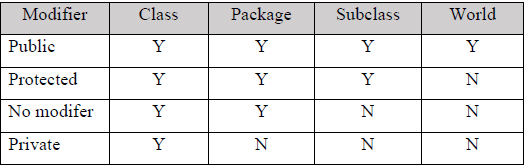 Modifier Class Package Subclass World
Public Y Y Y Y
Protected Y Y Y N
No modifer Y Y N N
Private Y N N N